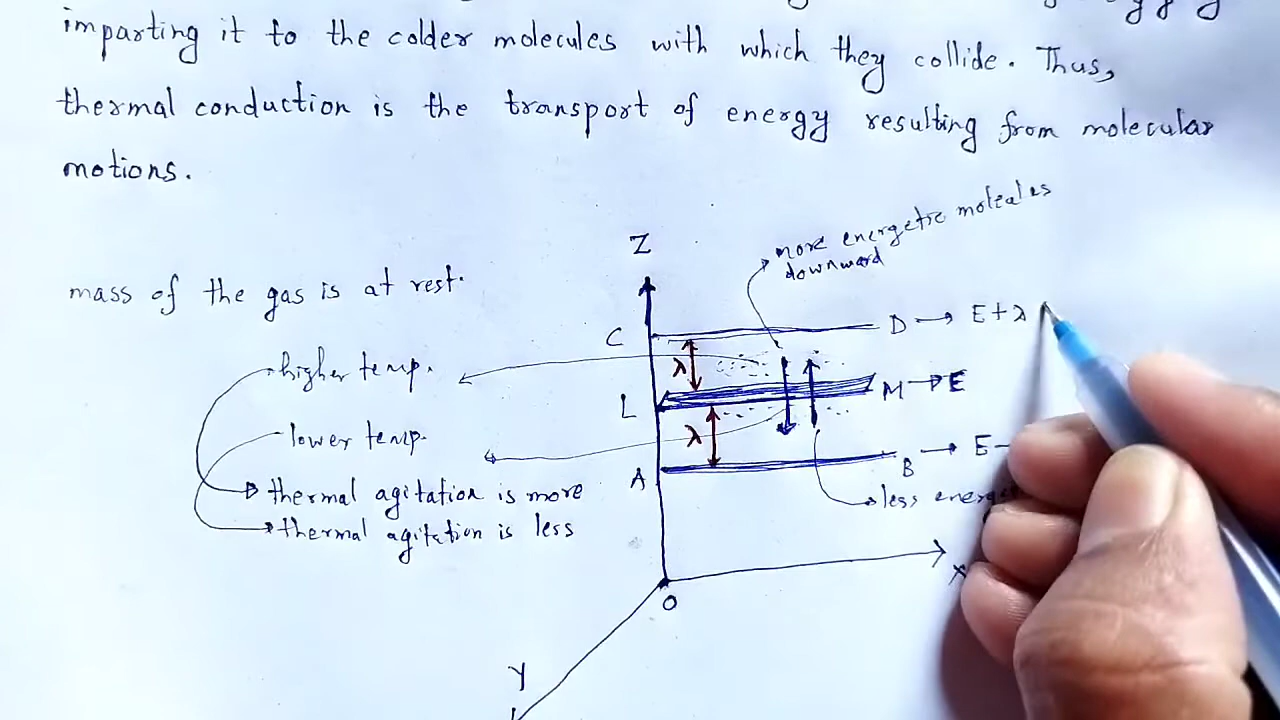 imparting it to the colder molecules with which they collide. Thus,
thermal conduction is the transport of energy resulting from molecular
motions.
more energetic moleales
downward
Z
mass of the gas is at rest.
C
D → E + λ
higher temp.
λ
L
M → E
lower temp.
λ
A
B → E -
thermal agitation is more
less
thermal agitation is less
X
O
Y